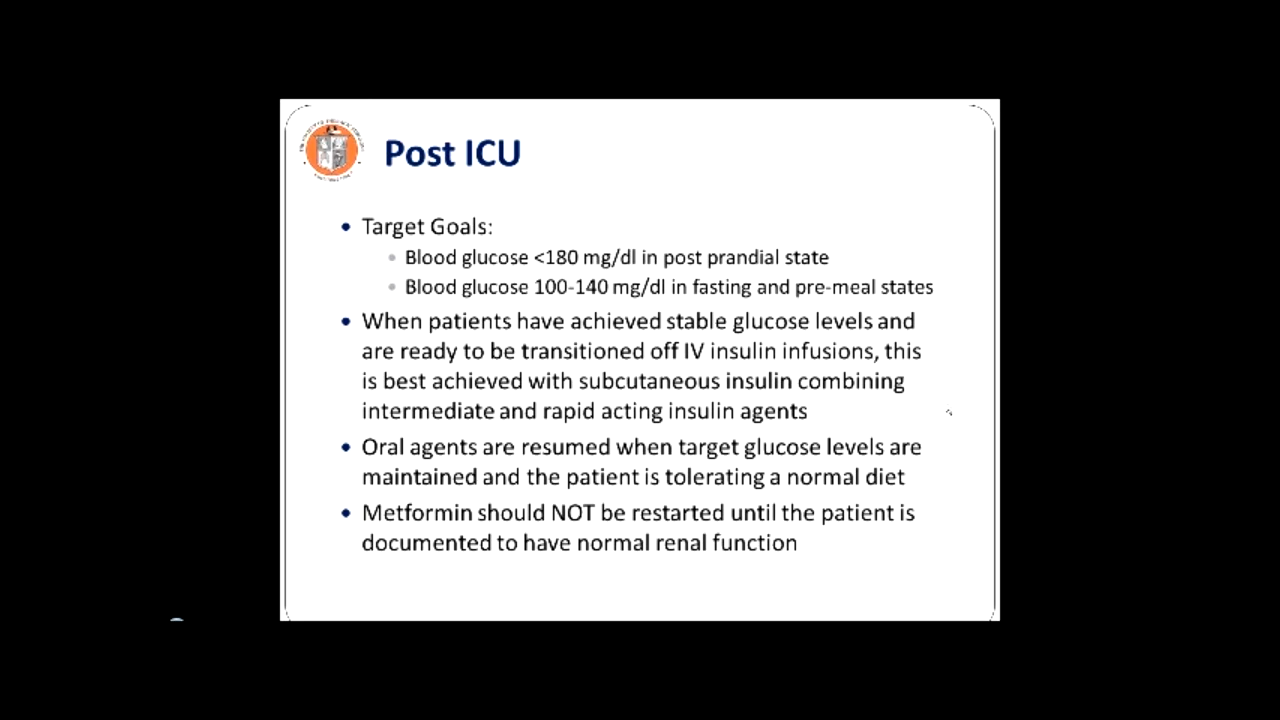 Post ICU
• Target Goals:
• Blood glucose <180 mg/dl in post prandial state
• Blood glucose 100-140 mg/dl in fasting and pre-meal states
• When patients have achieved stable glucose levels and
are ready to be transitioned off IV insulin infusions, this
is best achieved with subcutaneous insulin combining
intermediate and rapid acting insulin agents
• Oral agents are resumed when target glucose levels are
maintained and the patient is tolerating a normal diet
• Metformin should NOT be restarted until the patient is
documented to have normal renal function